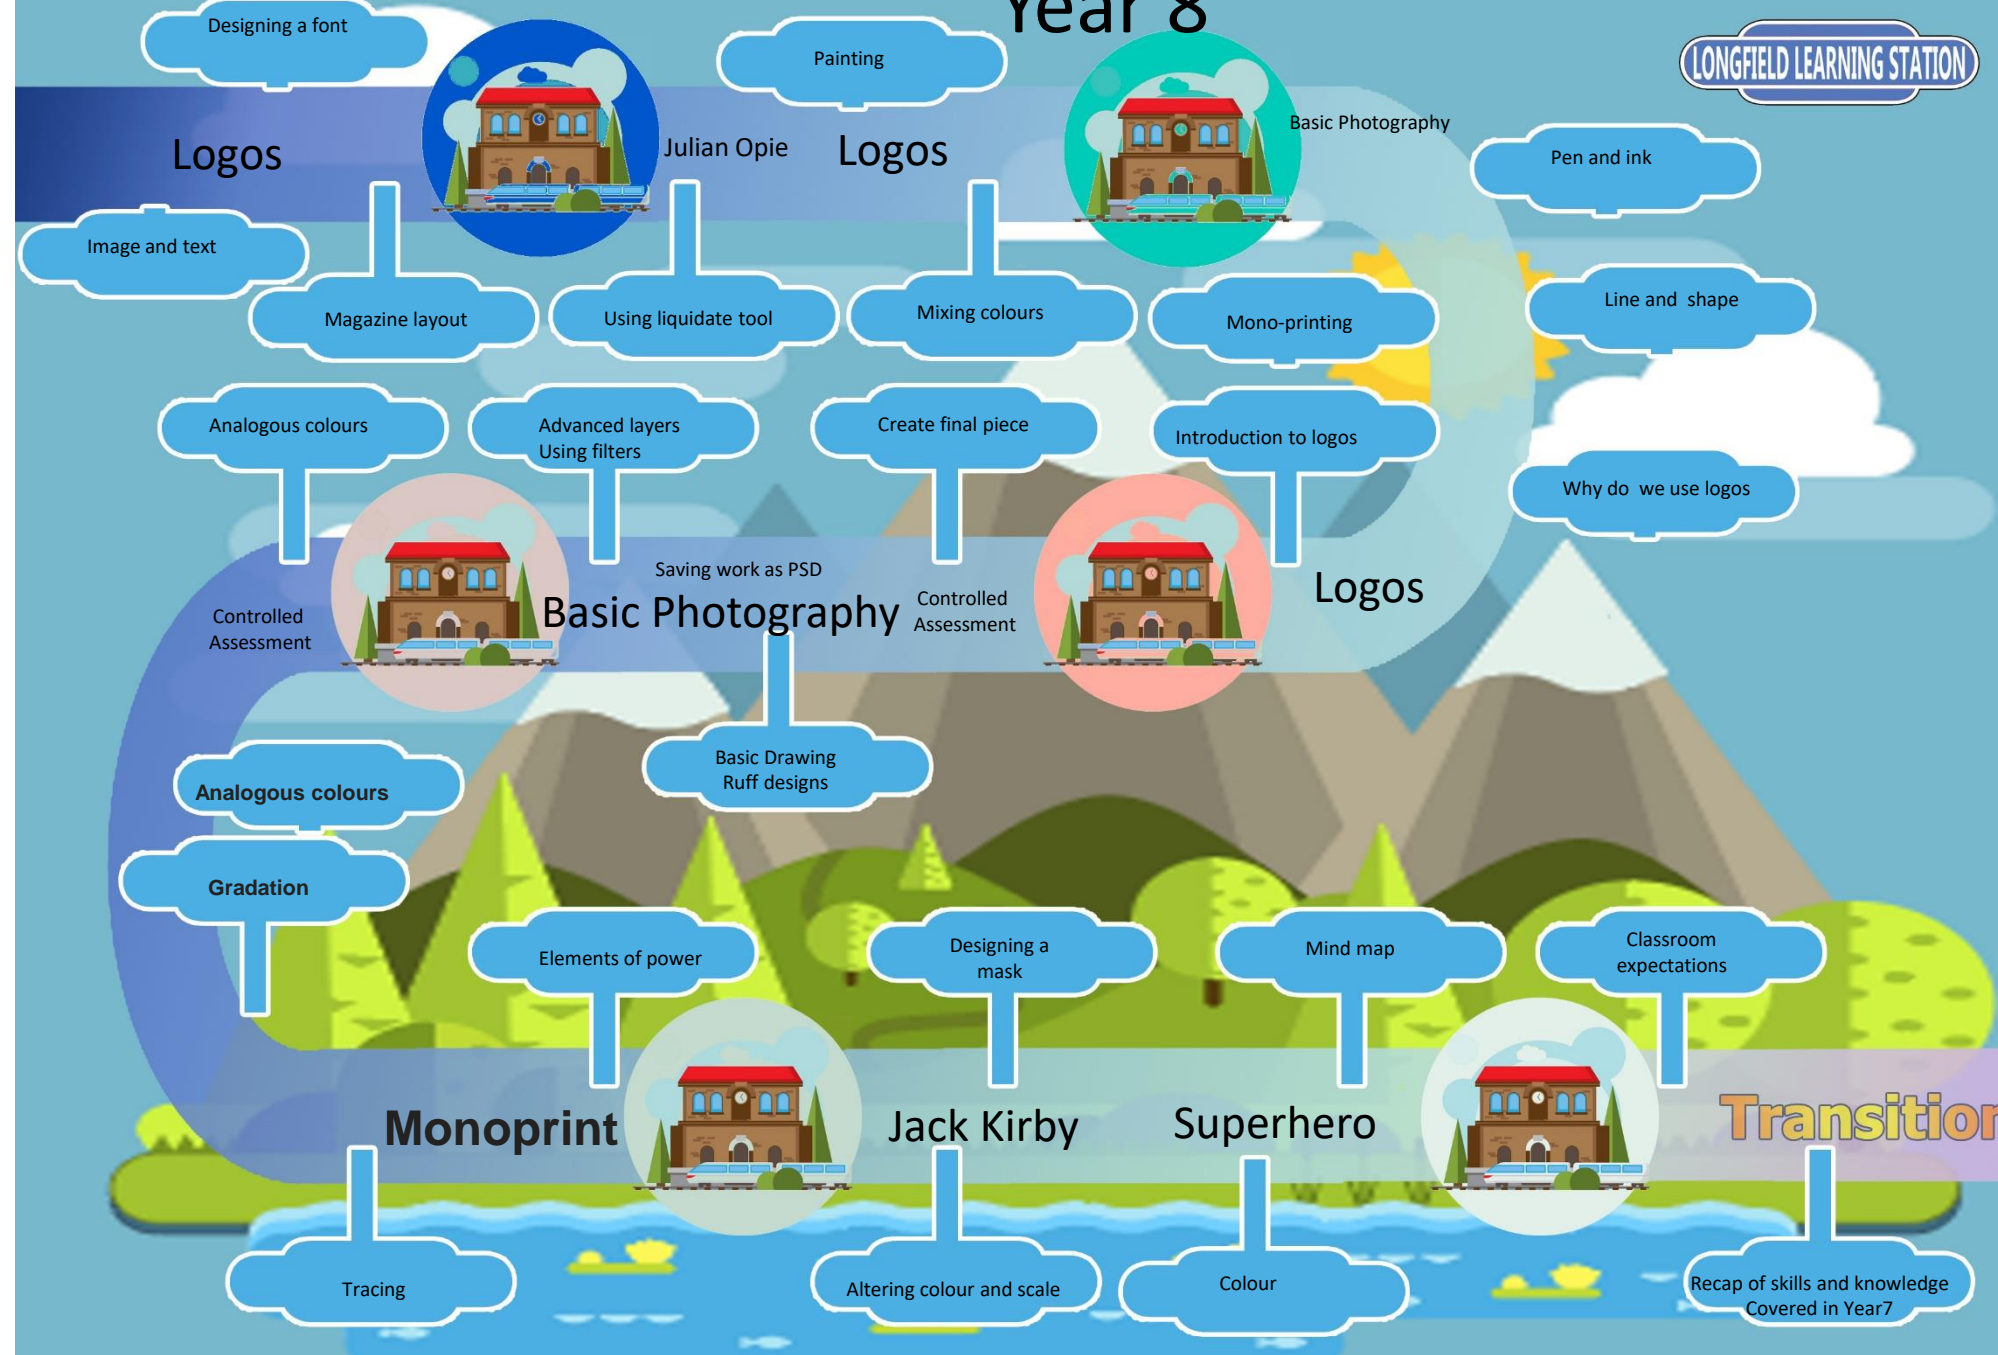 Year 8
LONGFIELD LEARNING STATION
Designing a font
Painting
Logos
Julian Opie
Logos
Basic Photography
Pen and ink
Image and text
Magazine layout
Using liquidate tool
Mixing colours
Mono-printing
Line and  shape
Analogous colours
Advanced layers
Using filters
Create final piece
Introduction to logos
Why do  we use logos
Controlled
Assessment
Saving work as PSD
Basic Photography
Controlled
Assessment
Logos
Basic Drawing
Ruff designs
Analogous colours
Gradation
Elements of power
Designing a
mask
Mind map
Classroom
expectations
Monoprint
Jack Kirby
Superhero
Transition
Tracing
Altering colour and scale
Colour
Recap of skills and knowledge
Covered in Year7